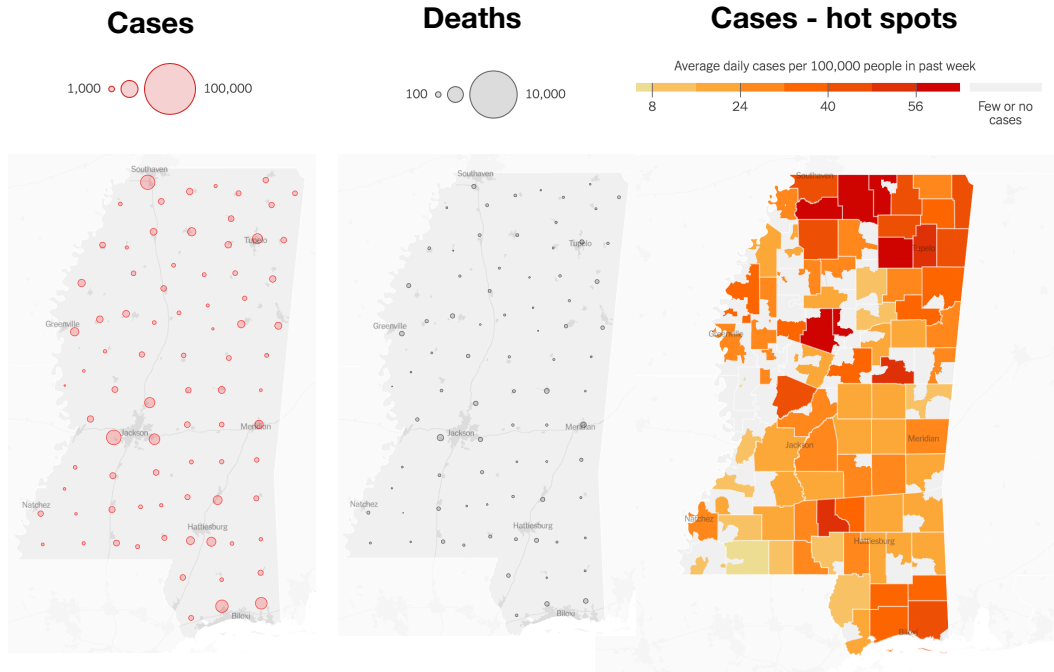 Cases
Deaths
Cases - hot spots
1,000
100,000
100
10,000
Average daily cases per 100,000 people in past week
8
24
40
56
Few or no
cases
Southaven
Tupelo
Greenville
Jackson
Meridian
Natchez
Hattiesburg
Biloxi
Southaven
Tupelo
Greenville
Jackson
Meridian
Natchez
Hattiesburg
Biloxi
Southaven
Tupelo
Greenville
Jackson
Meridian
Natchez
Hattiesburg
Biloxi